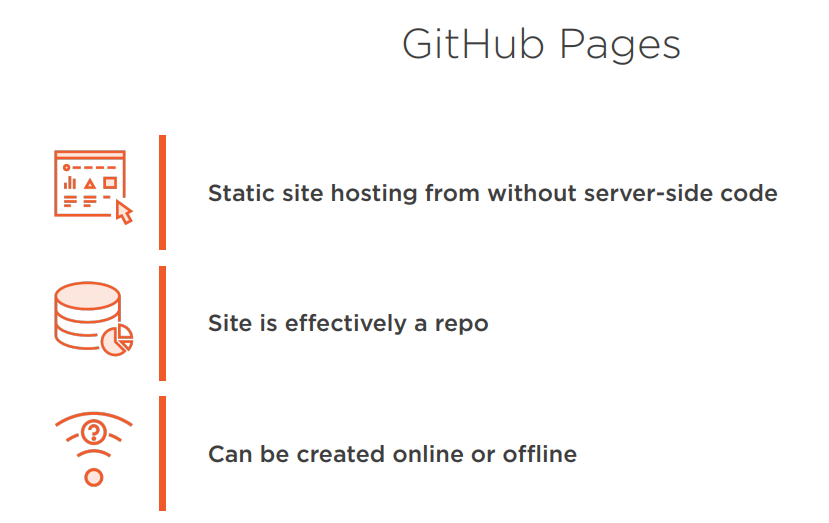 GitHub Pages
Static site hosting from without server-side code
Site is effectively a repo
?
Can be created online or offline